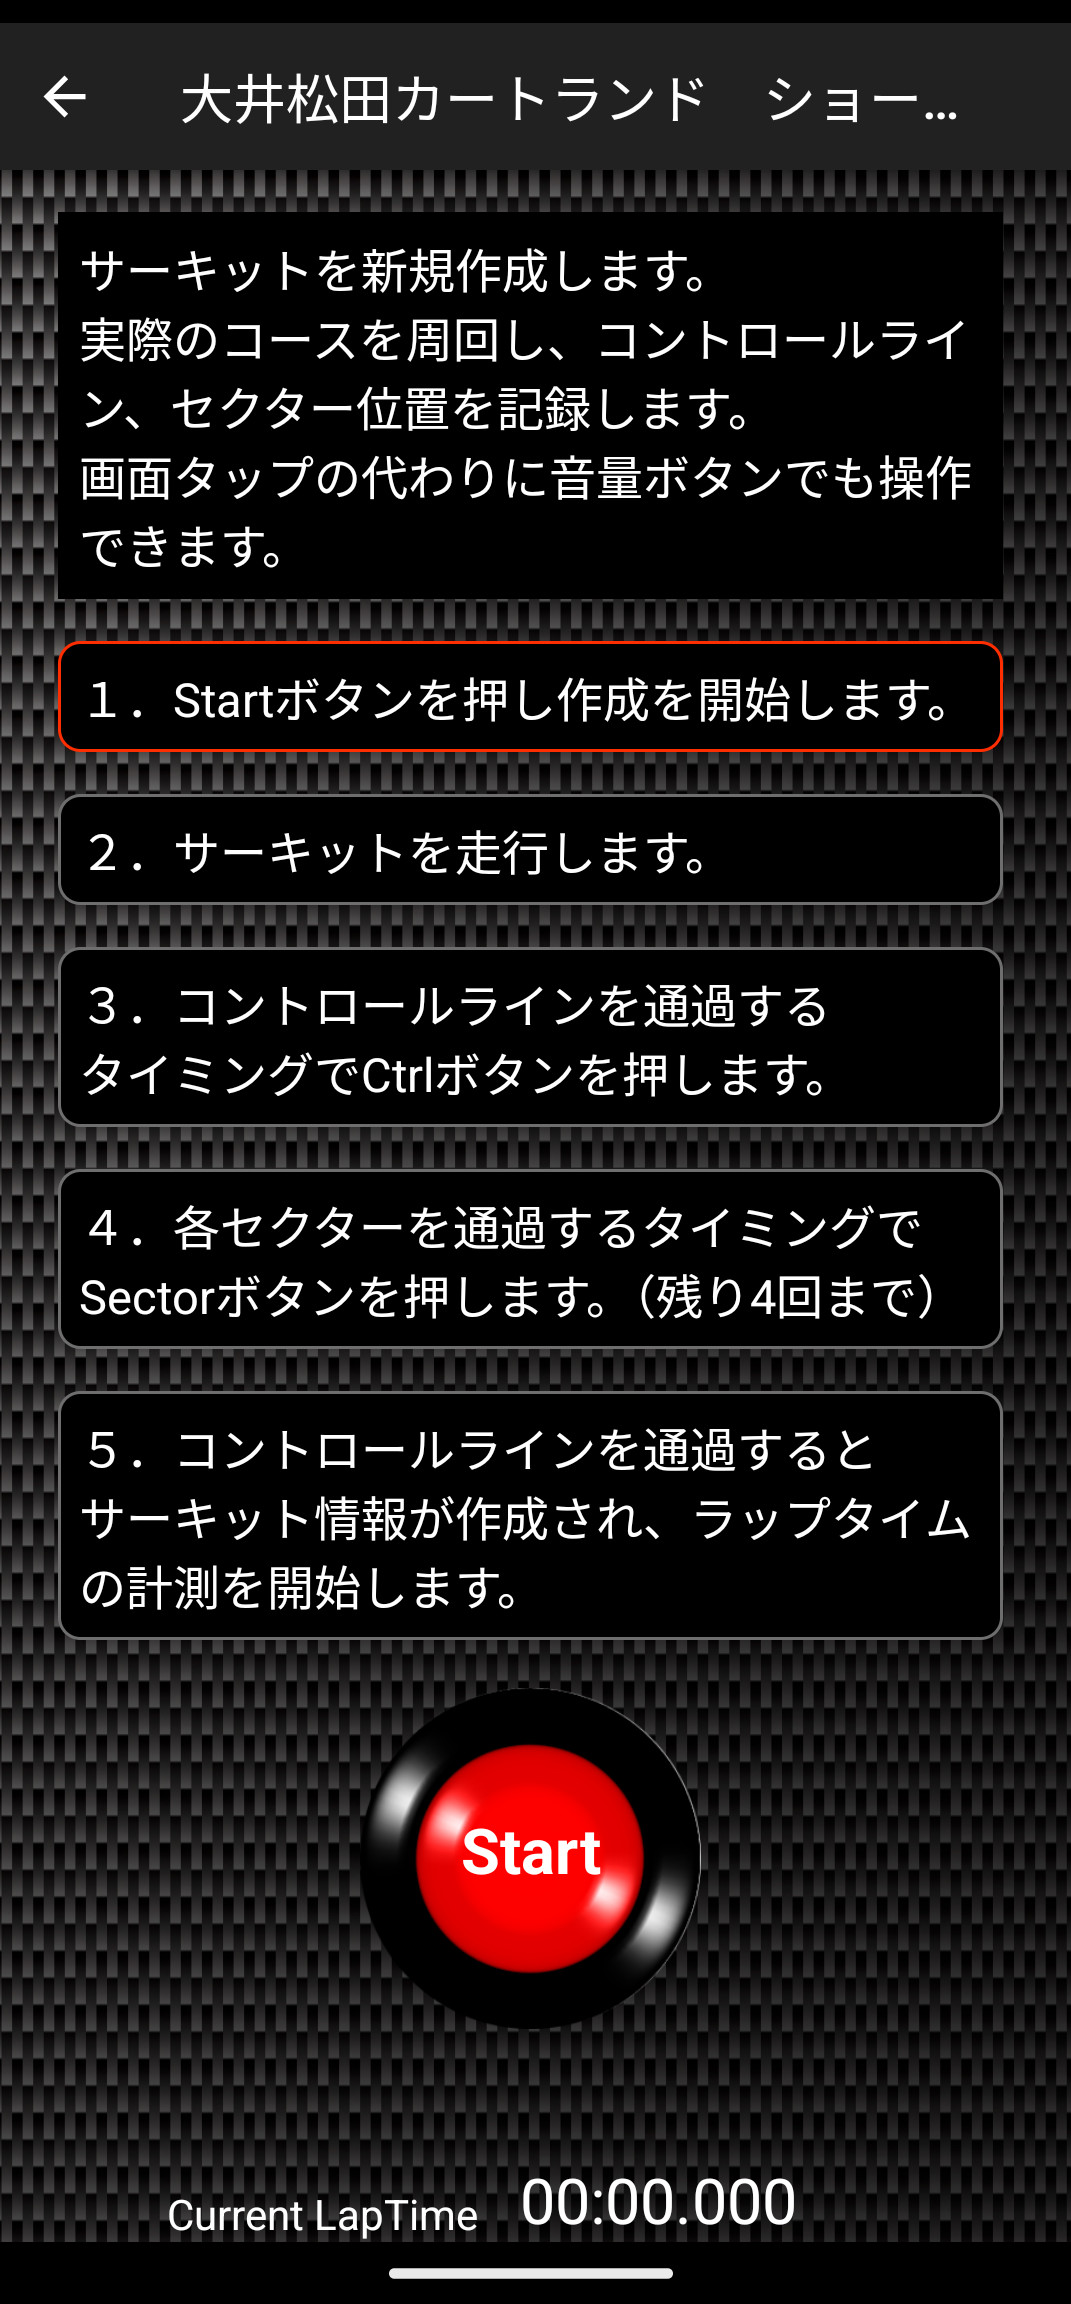 大井松田カートランド　ショー...
サーキットを新規作成します。
実際のコースを周回し、コントロールライ
ン、セクター位置を記録します。
画面タップの代わりに音量ボタンでも操作
できます。
１．Startボタンを押し作成を開始します。
２．サーキットを走行します。
３．コントロールラインを通過する
タイミングでCtrlボタンを押します。
４．各セクターを通過するタイミングで
Sectorボタンを押します。（残り4回まで）
５．コントロールラインを通過すると
サーキット情報が作成され、ラップタイム
の計測を開始します。
Start
Current LapTime 00:00.000